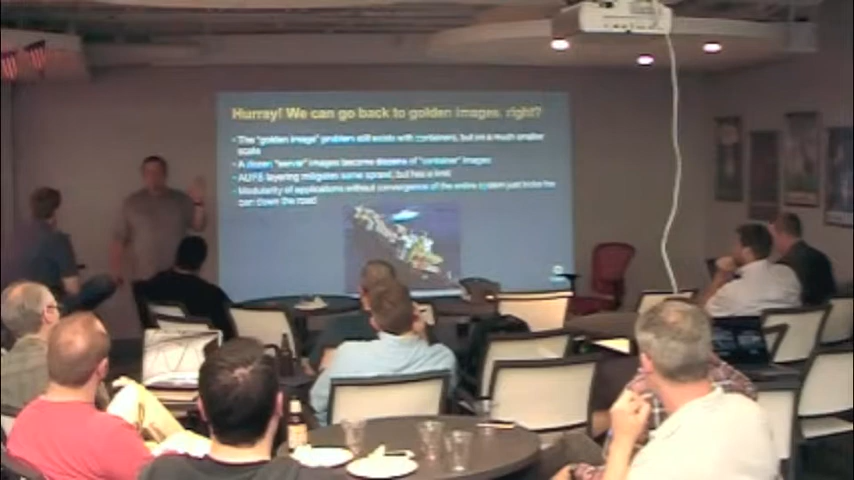 Hurray! We can go back to golden images, right?
- The "golden image" problem still exists with containers, but on a much smaller
scale
- A dozen "server" images become dozens of "container" images
- AUFS layering mitigates some sprawl, but has a limit
- Modularity of applications without convergence of the entire system just kicks the
can down the road